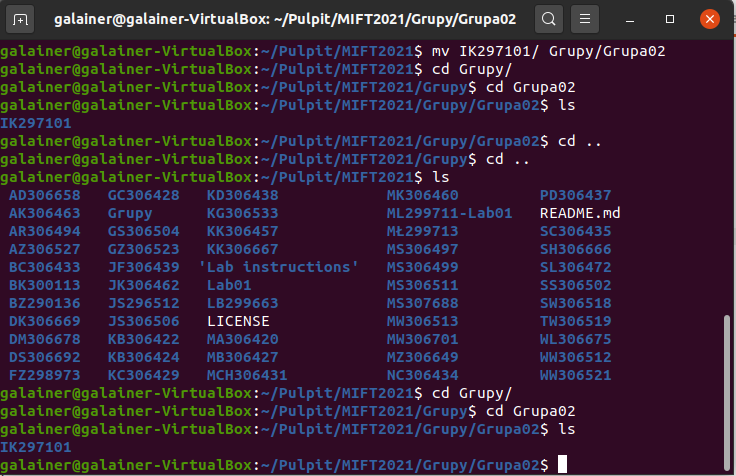 galainer@galainer-VirtualBox: ~/Pulpit/MIFT2021/Grupy/Grupa02
galainer@galainer-VirtualBox:~/Pulpit/MIFT2021$ mv IK297101/ Grupy/Grupa02
galainer@galainer-VirtualBox:~/Pulpit/MIFT2021$ cd Grupy/
galainer@galainer-VirtualBox:~/Pulpit/MIFT2021/Grupy$ cd Grupa02
galainer@galainer-VirtualBox:~/Pulpit/MIFT2021/Grupy/Grupa02$ ls
IK297101
galainer@galainer-VirtualBox:~/Pulpit/MIFT2021/Grupy/Grupa02$ cd ..
galainer@galainer-VirtualBox:~/Pulpit/MIFT2021/Grupy$ cd ..
galainer@galainer-VirtualBox:~/Pulpit/MIFT2021$ ls
AD306658 GC306428 KD306438 MK306460 PD306437
AK306463 Grupy KG306533 ML299711-Lab01 README.md
AR306494 GS306504 KK306457 MŁ299713 SC306435
AZ306527 GZ306523 KK306667 MS306497 SH306666
BC306433 JF306439 'Lab instructions' MS306499 SL306472
BK300113 JK306462 Lab01 MS306511 SS306502
BZ290136 JS296512 LB299663 MS307688 SW306518
DK306669 JS306506 LICENSE MW306513 TW306519
DM306678 KB306422 MA306420 MW306701 WL306675
DS306692 KB306424 MB306427 MZ306649 WW306512
FZ298973 KC306429 MCH306431 NC306434 WW306521
galainer@galainer-VirtualBox:~/Pulpit/MIFT2021$ cd Grupy/
galainer@galainer-VirtualBox:~/Pulpit/MIFT2021/Grupy$ cd Grupa02
galainer@galainer-VirtualBox:~/Pulpit/MIFT2021/Grupy/Grupa02$ ls
IK297101
galainer@galainer-VirtualBox:~/Pulpit/MIFT2021/Grupy/Grupa02$